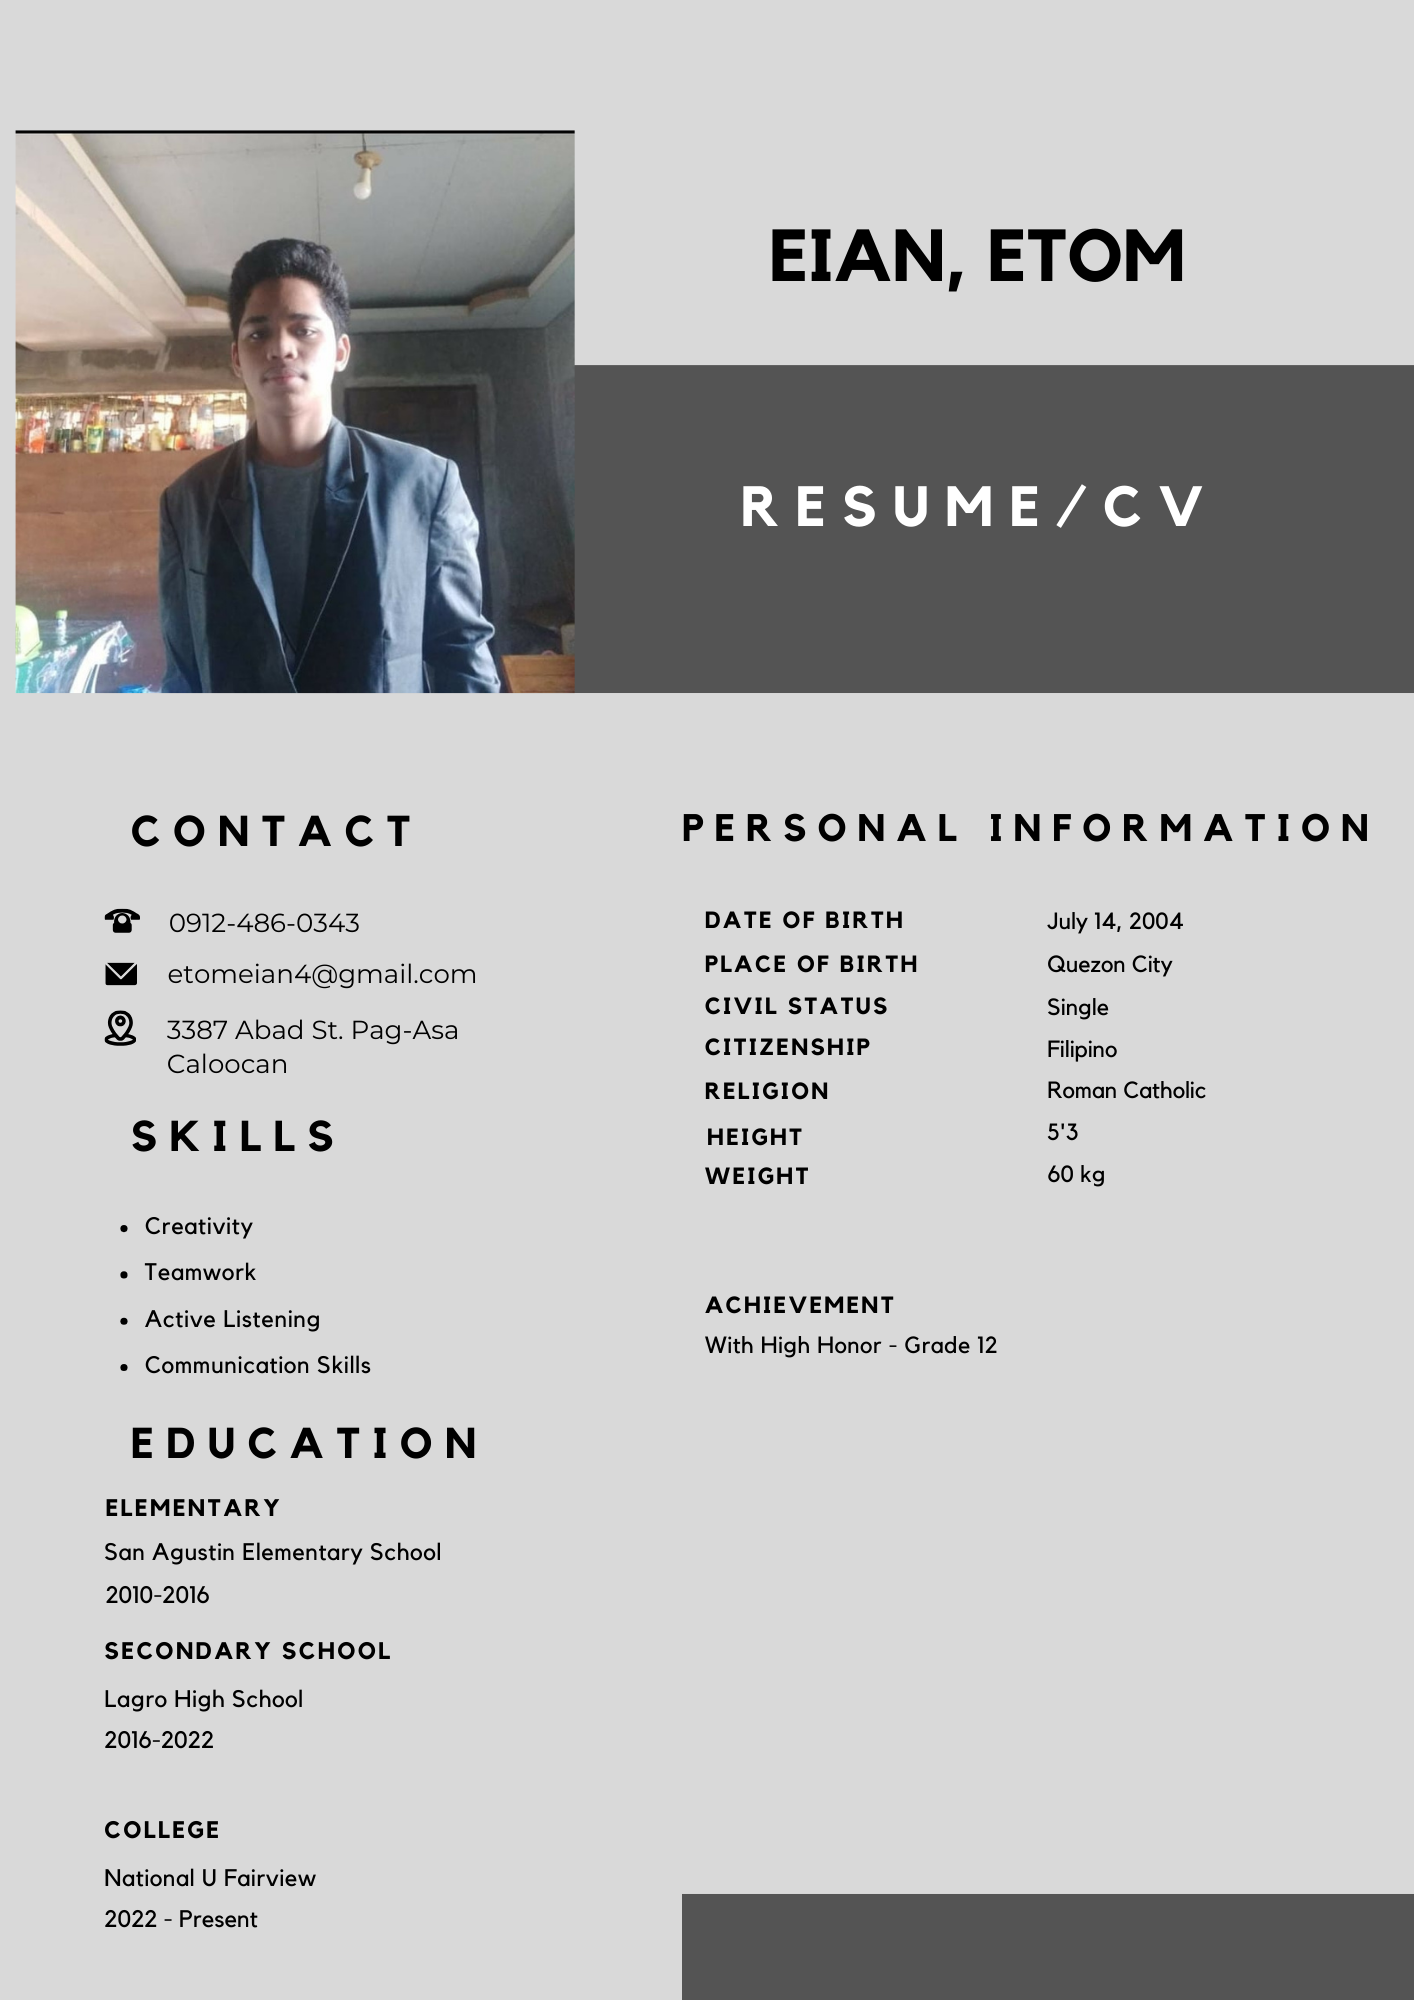 EIAN, ETOM
RESUME/CV
CONTACT
0912-486-0343
etomeian4@gmail.com
3387 Abad St. Pag-Asa
Caloocan
SKILLS
• Creativity
• Teamwork
• Active Listening
• Communication Skills
EDUCATION
ELEMENTARY
San Agustin Elementary School
2010-2016
SECONDARY SCHOOL
Lagro High School
2016-2022
COLLEGE
National U Fairview
2022 - Present
PERSONAL INFORMATION
DATE OF BIRTH July 14, 2004
PLACE OF BIRTH Quezon City
CIVIL STATUS Single
CITIZENSHIP Filipino
RELIGION Roman Catholic
HEIGHT 5'3
WEIGHT 60 kg
ACHIEVEMENT
With High Honor - Grade 12